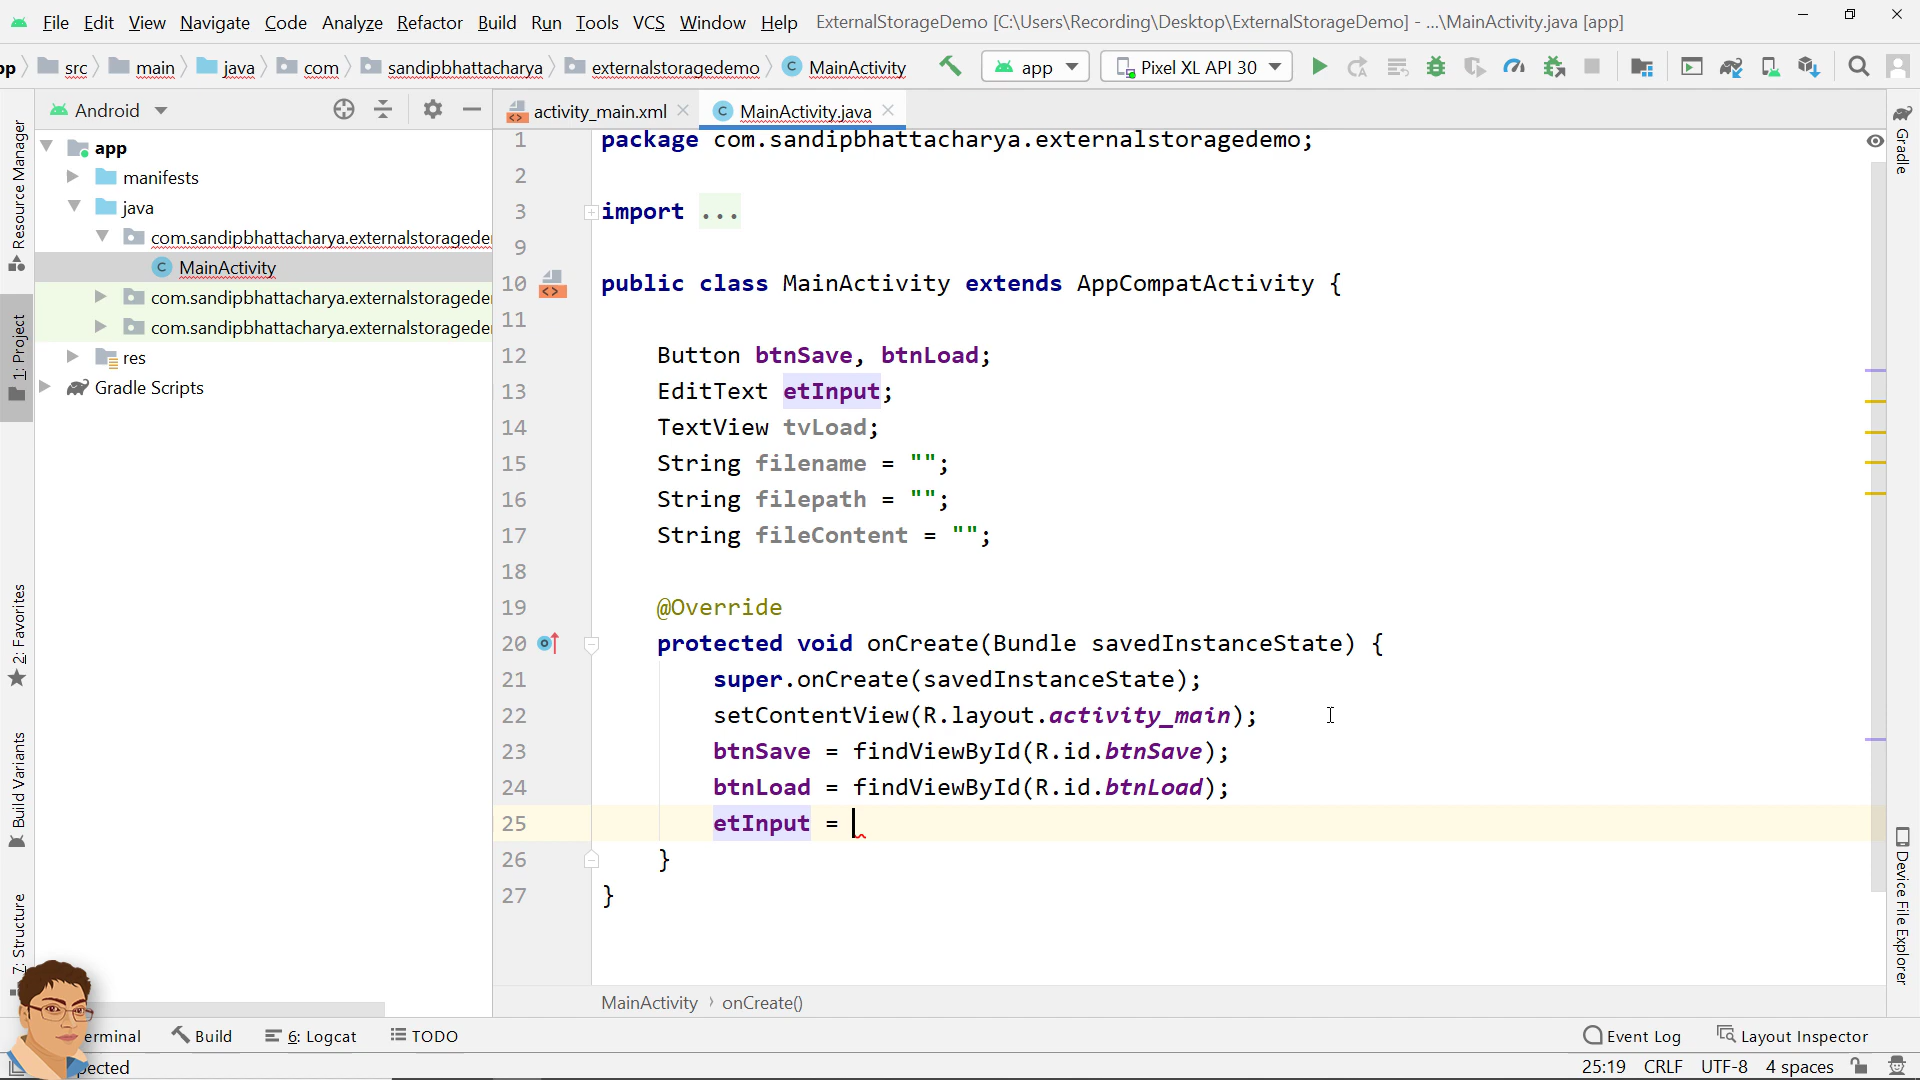 File Edit View Navigate Code Analyze Refactor Build Run Tools VCS Window Help ExternalStorageDemo [C:\Users\Recording\Desktop\ExternalStorageDemo] - ...\MainActivity.java [app]
pp src main java com sandipbhattacharya externalstoragedemo MainActivity app Pixel XL API 30
Android
activity_main.xml MainActivity.java
Resource Manager
1: Project
2: Favorites
Build Variants
7: Structure
app
manifests
java
com.sandipbhattacharya.externalstoragede
MainActivity
com.sandipbhattacharya.externalstoragede
com.sandipbhattacharya.externalstoragede
res
Gradle Scripts
1 package com.sandipbhattacharya.externalstoragedemo;
2
3 import ...
9
10 public class MainActivity extends AppCompatActivity {
11
12 Button btnSave, btnLoad;
13 EditText etInput;
14 TextView tvLoad;
15 String filename = "";
16 String filepath = "";
17 String fileContent = "";
18
19 @Override
20 protected void onCreate(Bundle savedInstanceState) {
21 super.onCreate(savedInstanceState);
22 setContentView(R.layout.activity_main);
23 btnSave = findViewById(R.id.btnSave);
24 btnLoad = findViewById(R.id.btnLoad);
25 etInput =
26 }
27 }
Gradle
Device File Explorer
MainActivity › onCreate()
erminal Build 6: Logcat TODO Event Log Layout Inspector
pected 25:19 CRLF UTF-8 4 spaces